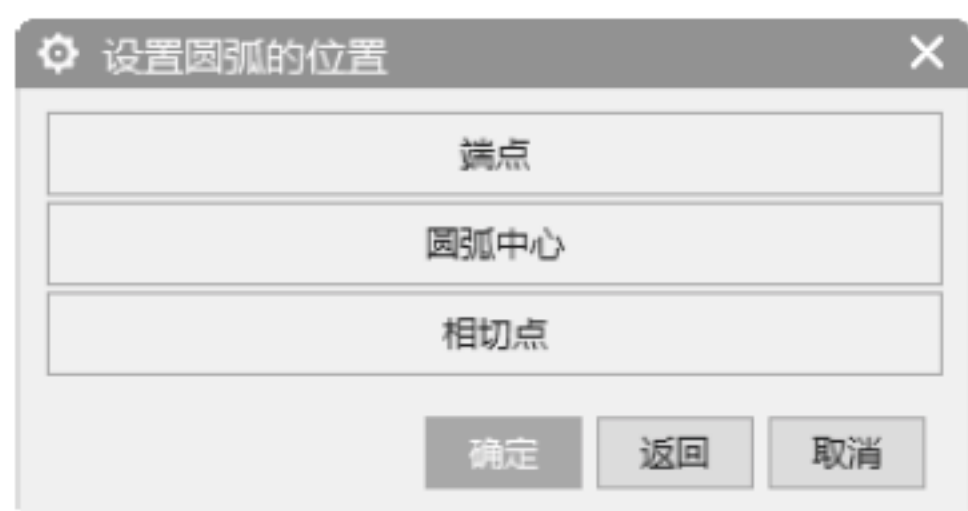 设置圆弧的位置
端点
圆弧中心
相切点
确定 返回 取消